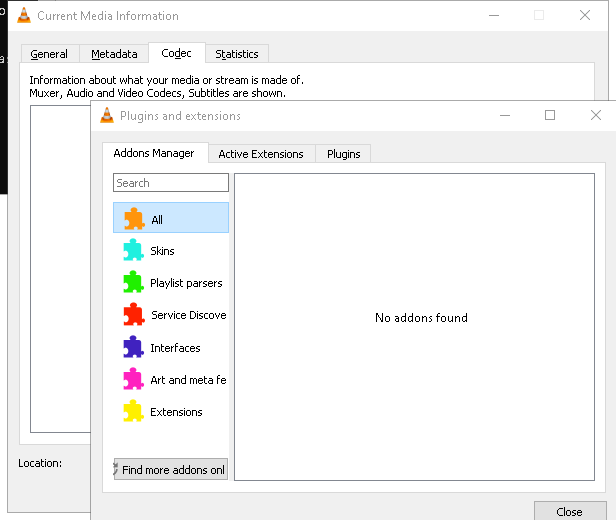 Current Media Information
General
Metadata
Codec
Statistics
Information about what your media or stream is made of.
Muxer, Audio and Video Codecs, Subtitles are shown.
Plugins and extensions
Addons Manager
Active Extensions
Plugins
Search
All
Skins
Playlist parsers
Service Discove
Interfaces
Art and meta fe
Extensions
No addons found
Location:
Find more addons onl
Close